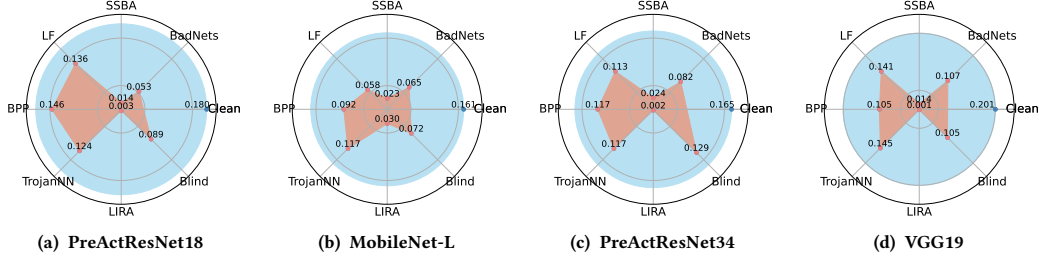 SSBA
LF
BadNets
0.136
0.053
0.014
BPP
0.146
0.003
0.180
Clean
0.124
0.089
TrojanNN
Blind
LIRA
(a) PreActResNet18
SSBA
LF
BadNets
0.058
0.065
0.023
BPP
0.092
0.161
Clean
0.030
0.072
0.117
TrojanNN
Blind
LIRA
(b) MobileNet-L
SSBA
LF
BadNets
0.113
0.082
0.024
BPP
0.117
0.002
0.165
Clean
0.117
0.129
TrojanNN
Blind
LIRA
(c) PreActResNet34
SSBA
LF
BadNets
0.141
0.107
0.014
BPP
0.105
0.001
0.201
Clean
0.145
0.105
TrojanNN
Blind
LIRA
(d) VGG19